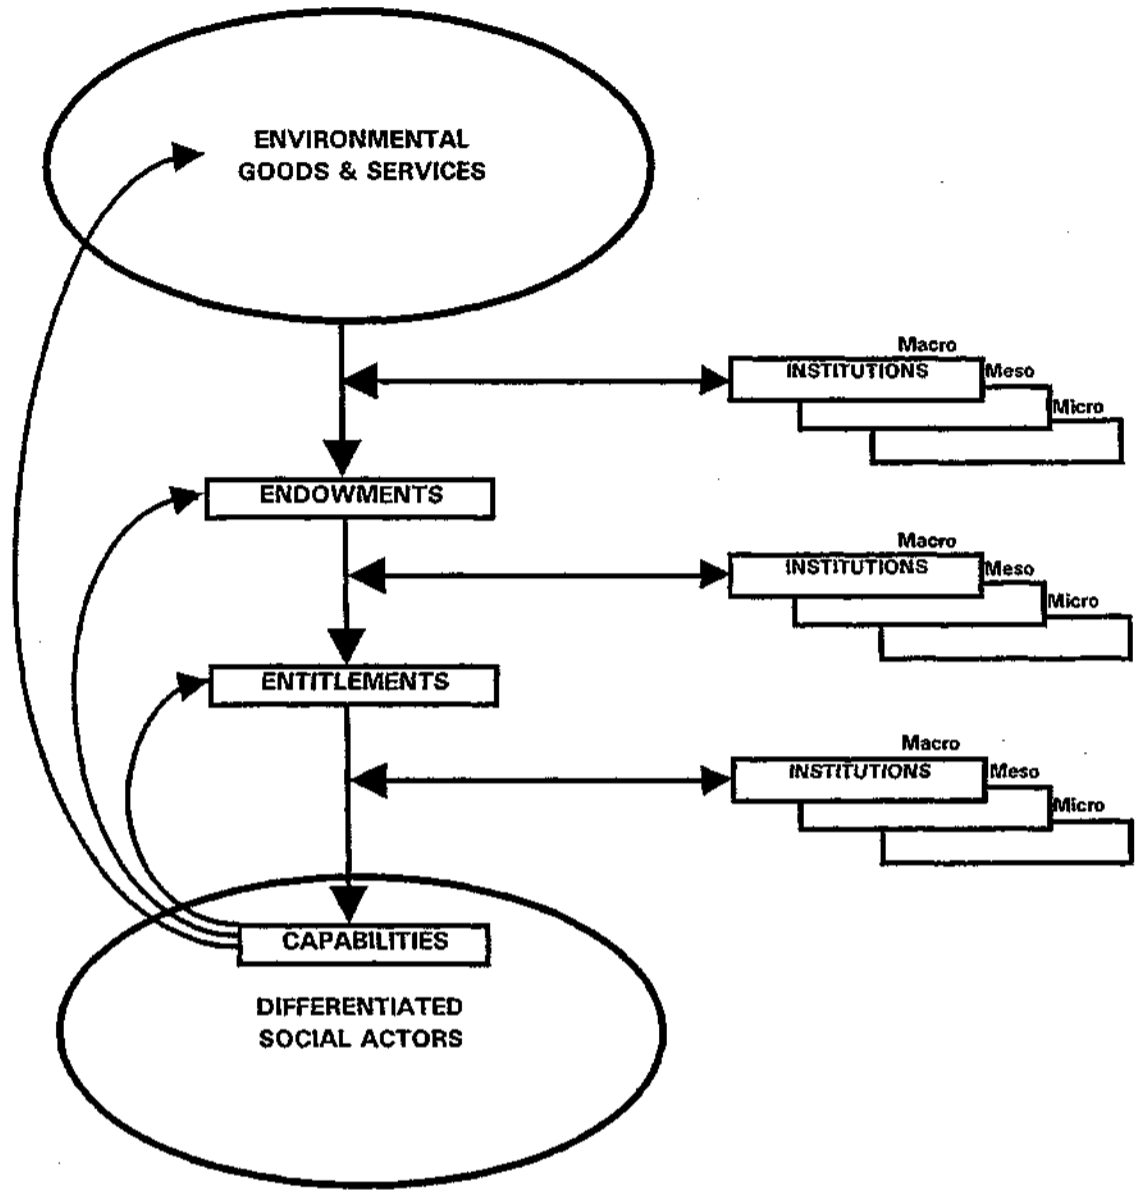 ENVIRONMENTAL
GOODS & SERVICES
Macro
INSTITUTIONS
Meso
Micro
ENDOWMENTS
Macro
INSTITUTIONS
Meso
Micro
ENTITLEMENTS
Macro
INSTITUTIONS
Meso
Micro
CAPABILITIES
DIFFERENTIATED
SOCIAL ACTORS